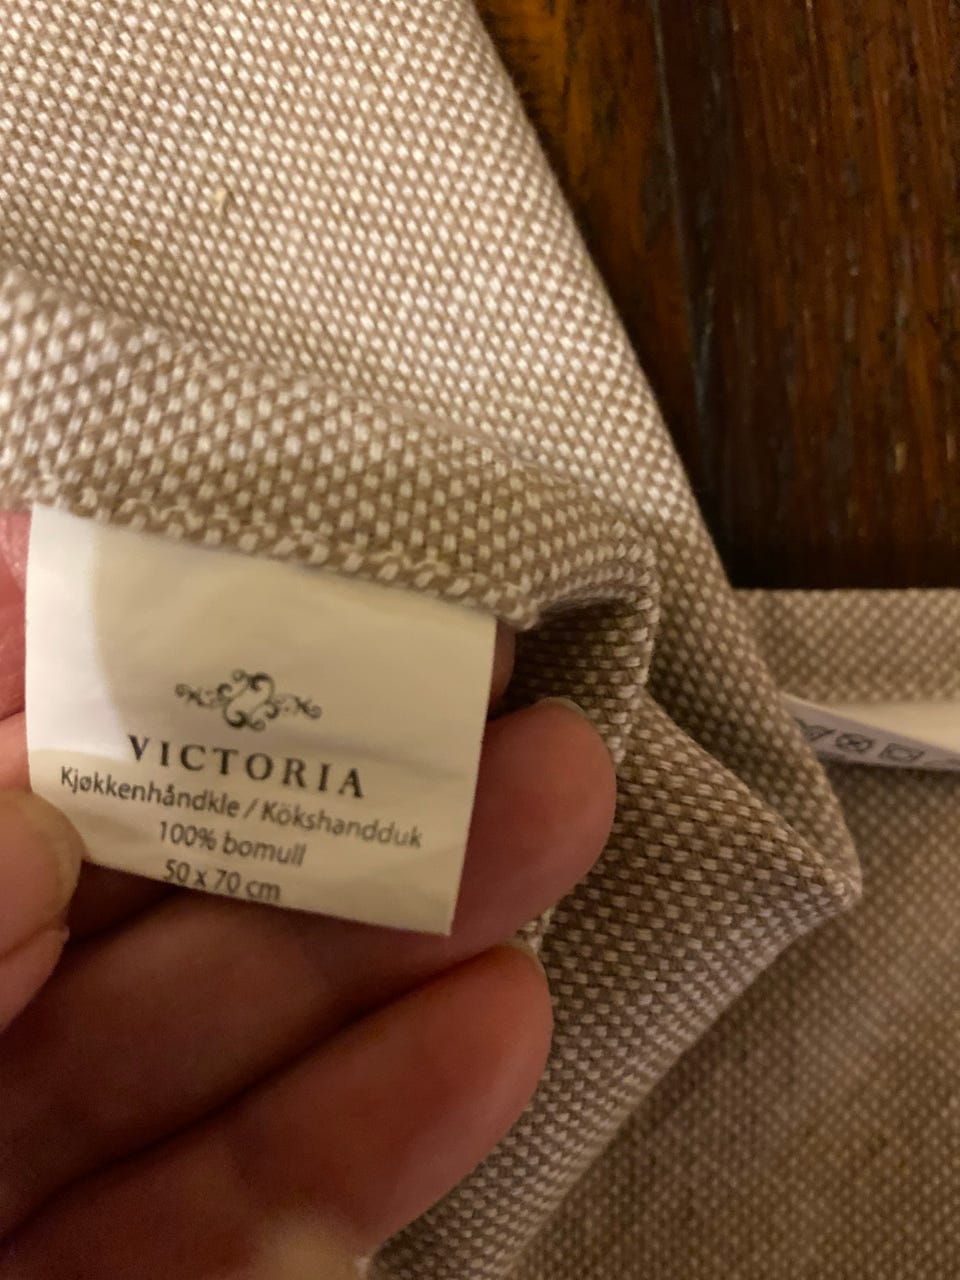 VICTORIA
Kjøkkenhåndkle / Kökshandduk
100% bomull
50 x 70 cm